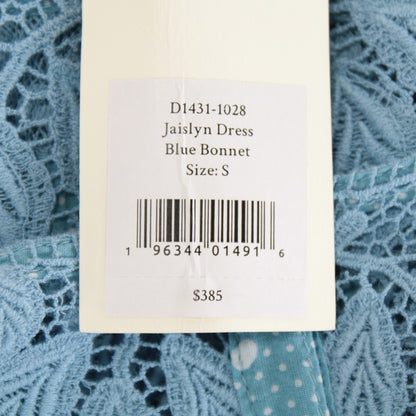 D1431-1028
Jaislyn Dress
Blue Bonnet
Size: S
1 96344 01491 6
$385